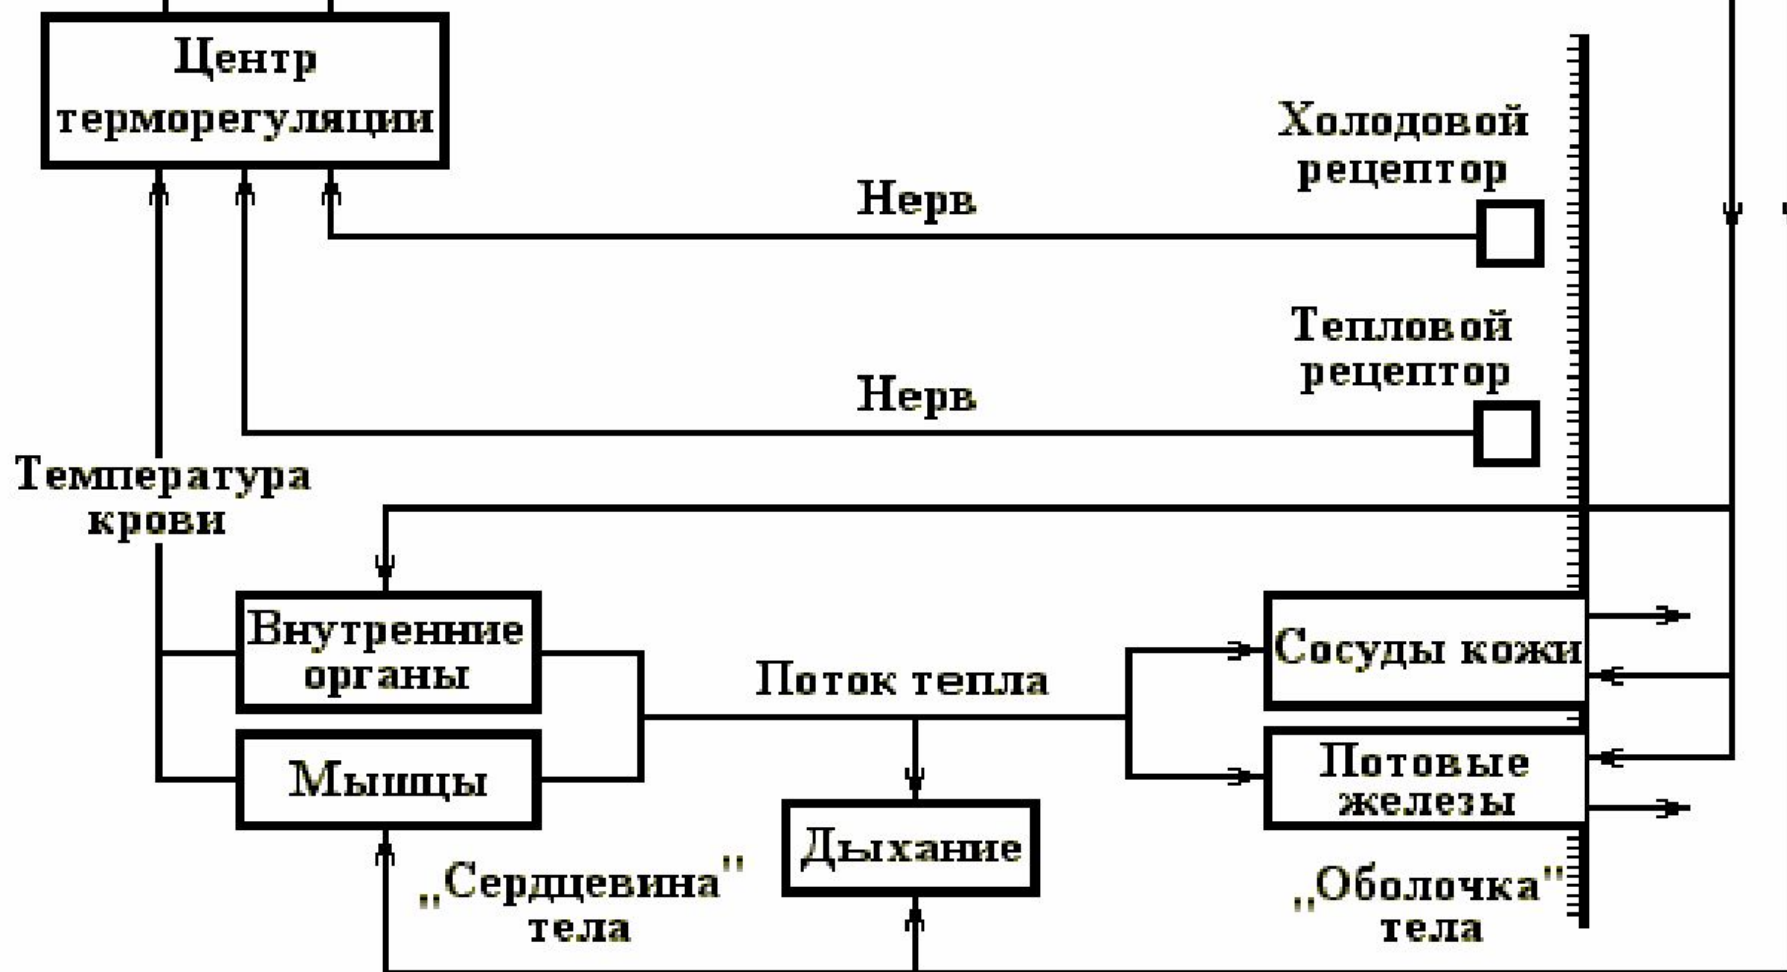 Центр
терморегуляции
Холодовой
рецептор
Нерв
Тепловой
рецептор
Нерв
Температура
крови
Внутренние
органы
Поток тепла
Сосуды кожи
Мышцы
Потовые
железы
Дыхание
„Сердцевина"
тела
„Оболочка"
тела